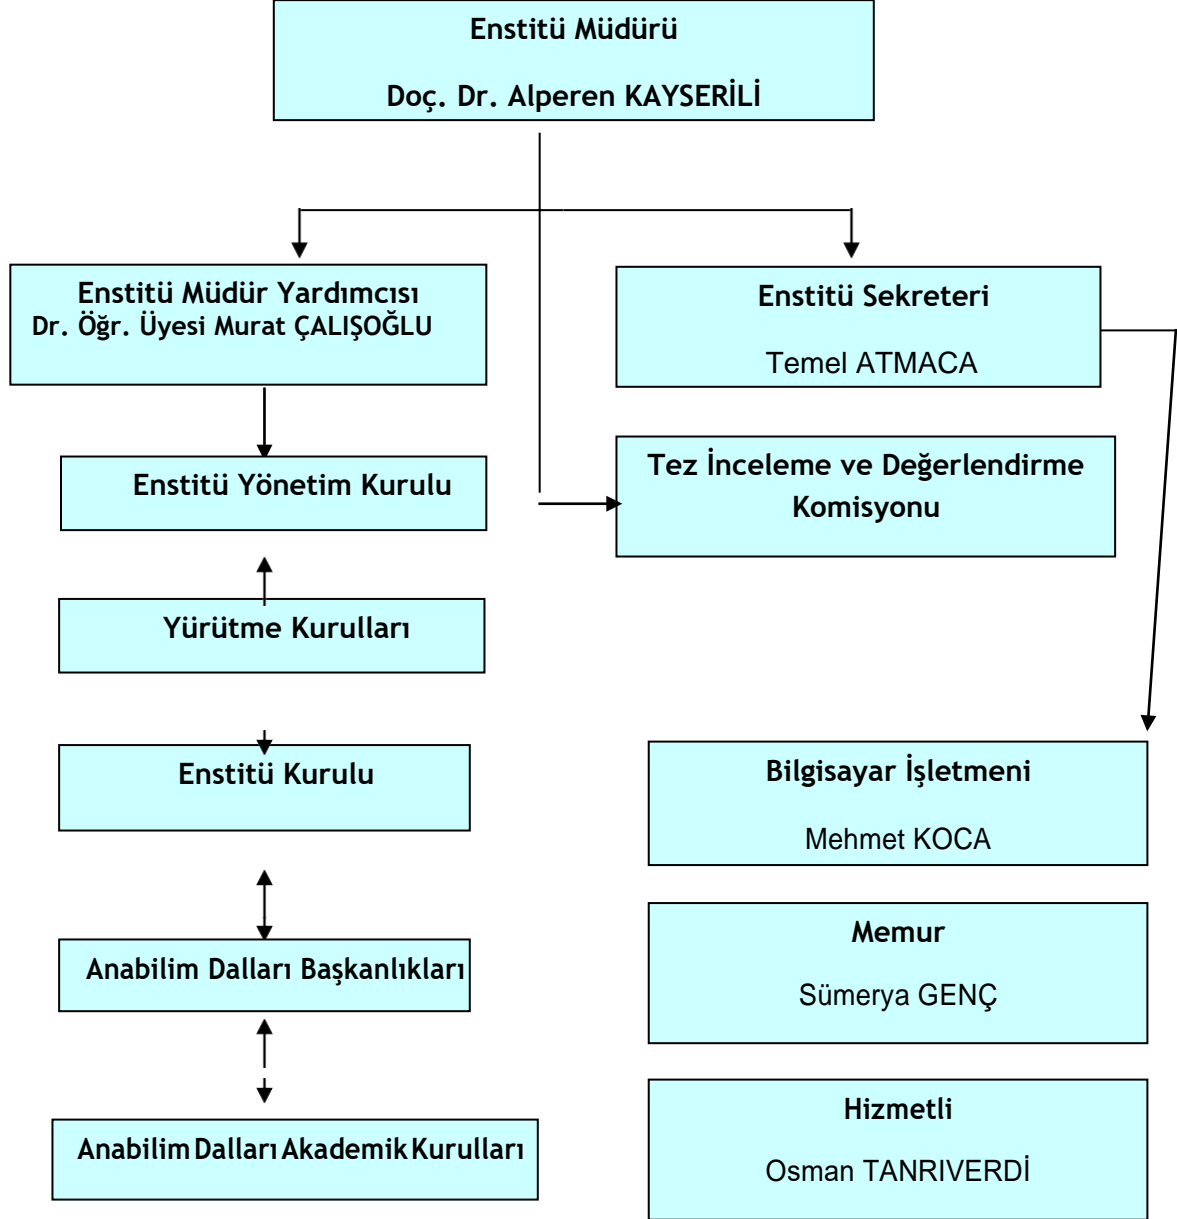 Enstitü Müdürü
Doç. Dr. Alperen KAYSERİLİ
Enstitü Müdür Yardımcısı
Dr. Öğr. Üyesi Murat ÇALIŞOĞLU
Enstitü Sekreteri
Temel ATMACA
Enstitü Yönetim Kurulu
Tez İnceleme ve Değerlendirme
Komisyonu
Yürütme Kurulları
Enstitü Kurulu
Anabilim Dalları Başkanlıkları
Anabilim Dalları Akademik Kurulları
Bilgisayar İşletmeni
Mehmet KOCA
Memur
Sümerya GENÇ
Hizmetli
Osman TANRIVERDİ